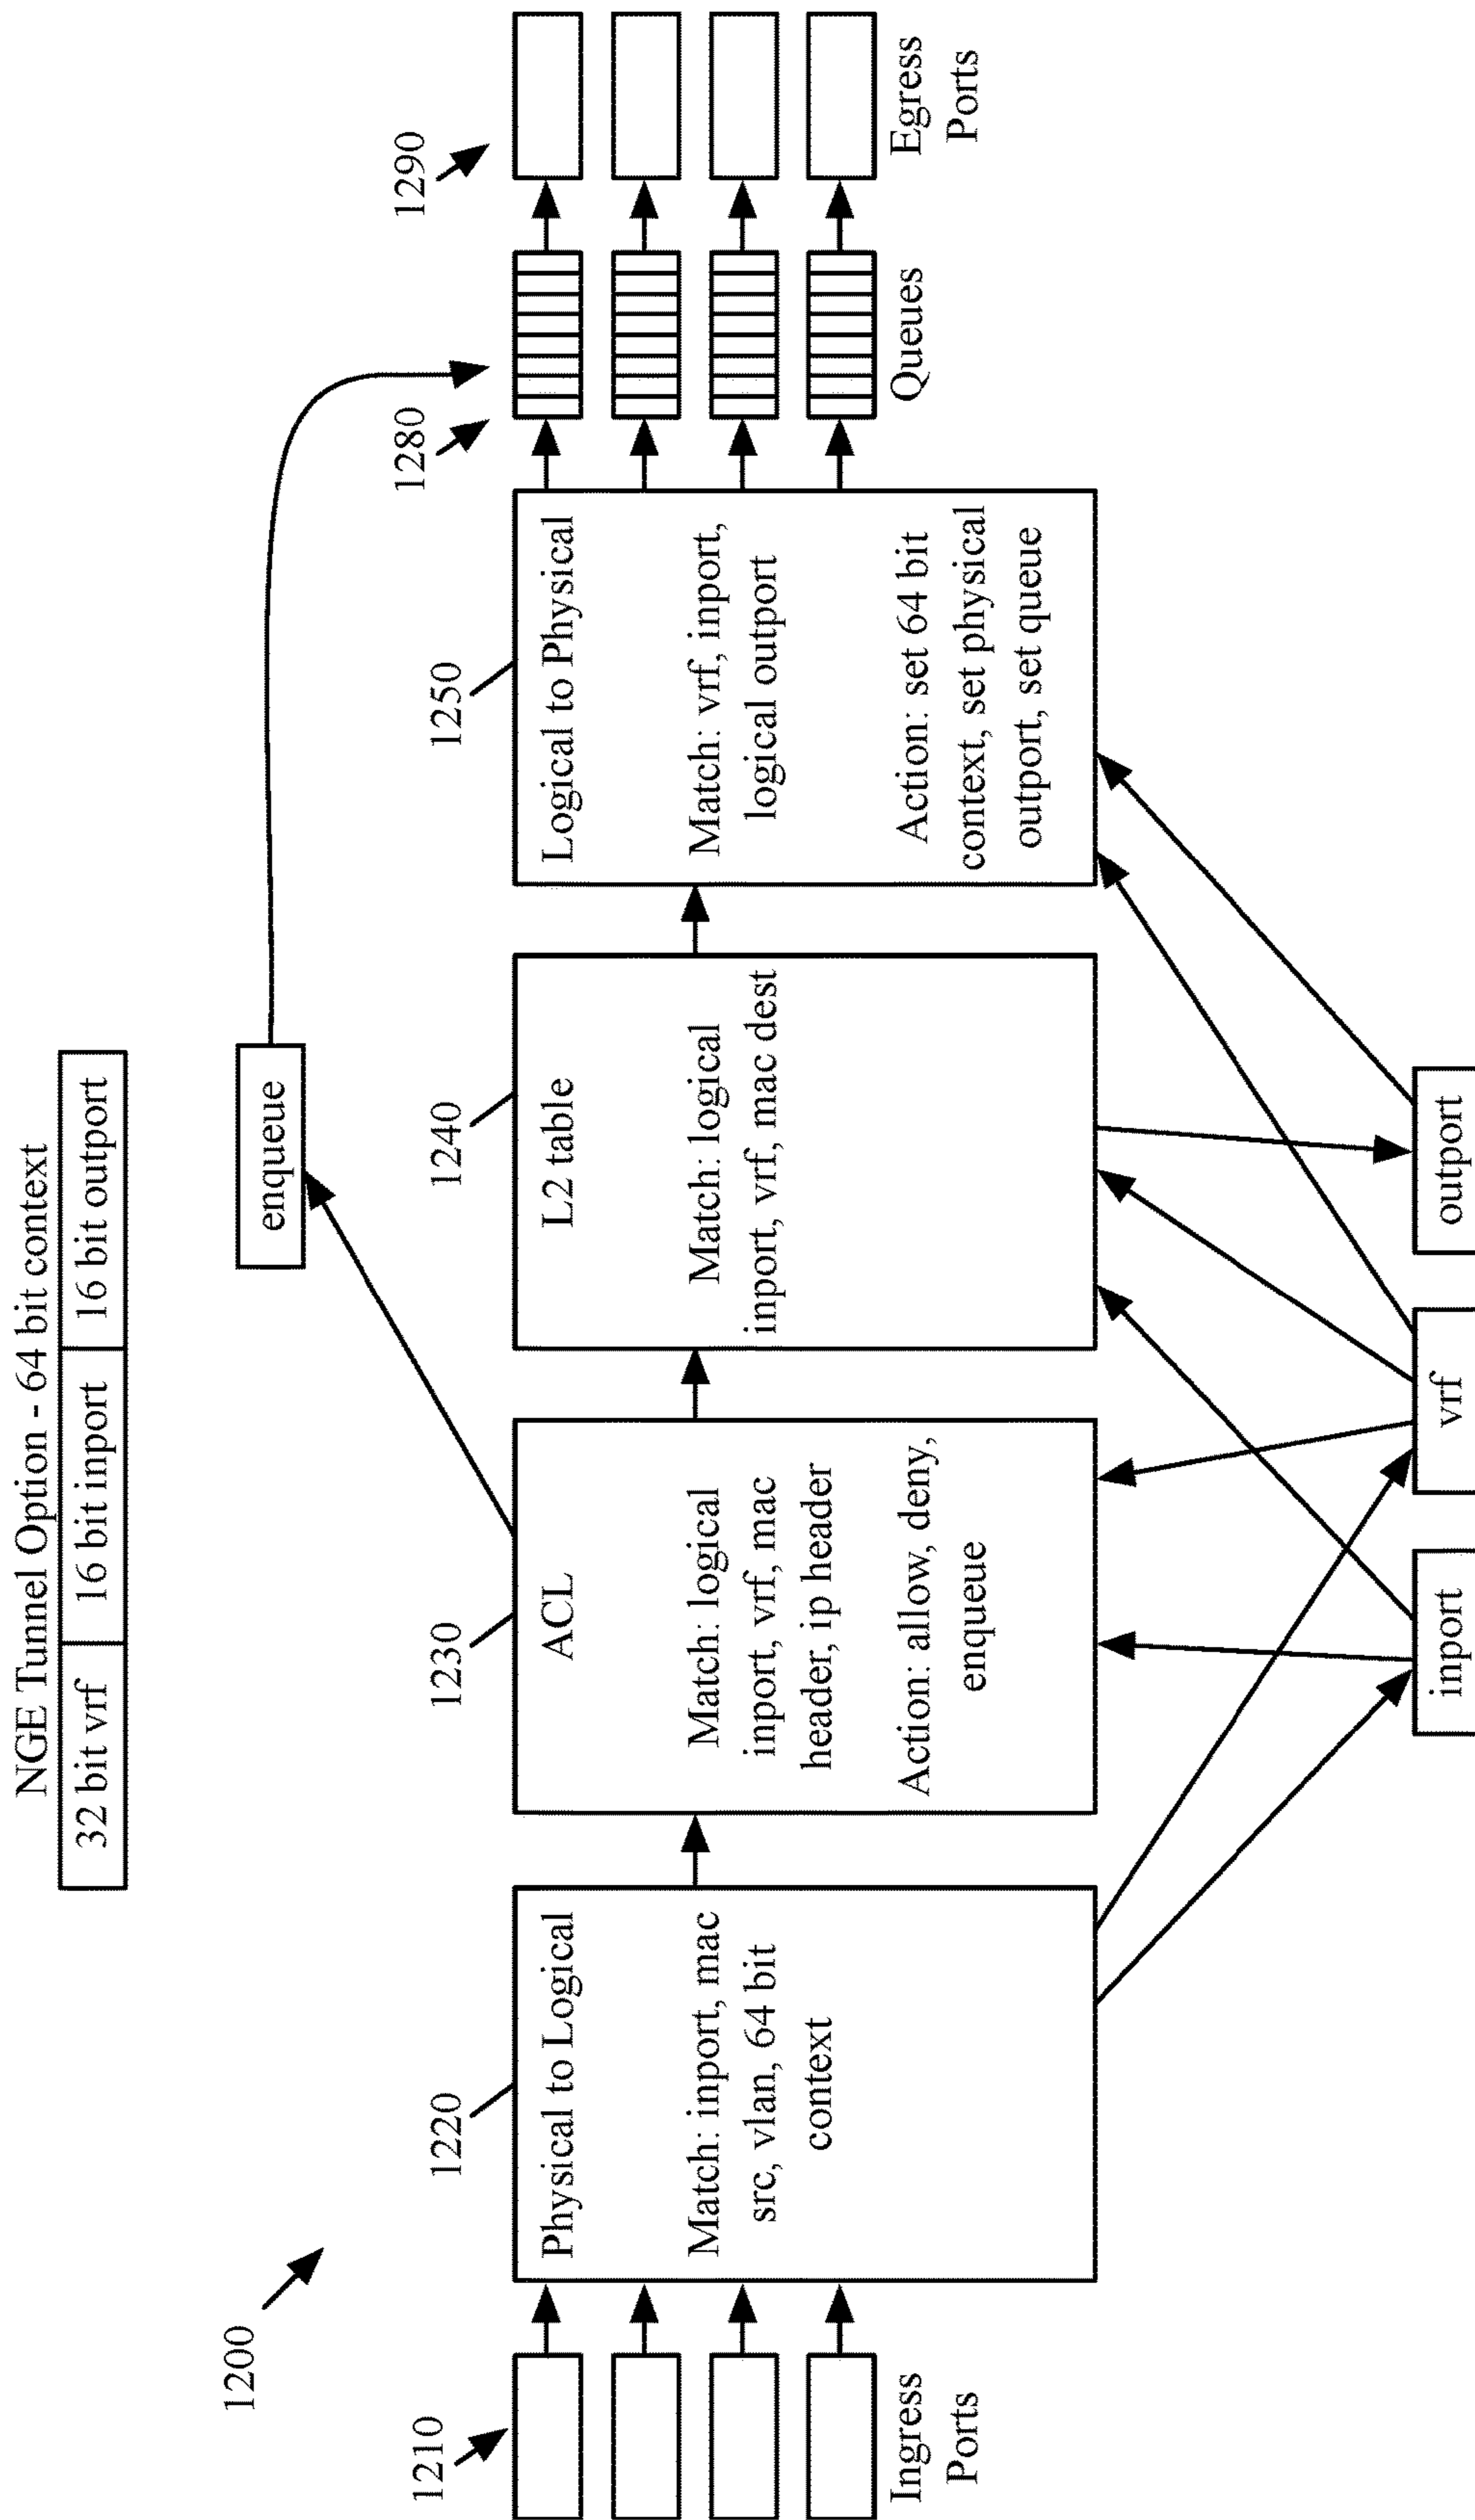 NGE Tunnel Option - 64 bit context
32 bit vrf
16 bit inport
16 bit outport
1200
enqueue
1210
1220
1230
1240
1250
1280
1290
Physical to Logical
Match: inport, mac
src, vlan, 64 bit
context
ACL
Match: logical
inport, vrf, mac
header, ip header
Action: allow, deny,
enqueue
L2 table
Match: logical
inport, vrf, mac dest
Logical to Physical
Match: vrf, inport,
logical outport
Action: set 64 bit
context, set physical
outport, set queue
Ingress
Ports
Queues
Egress
Ports
inport
vrf
outport